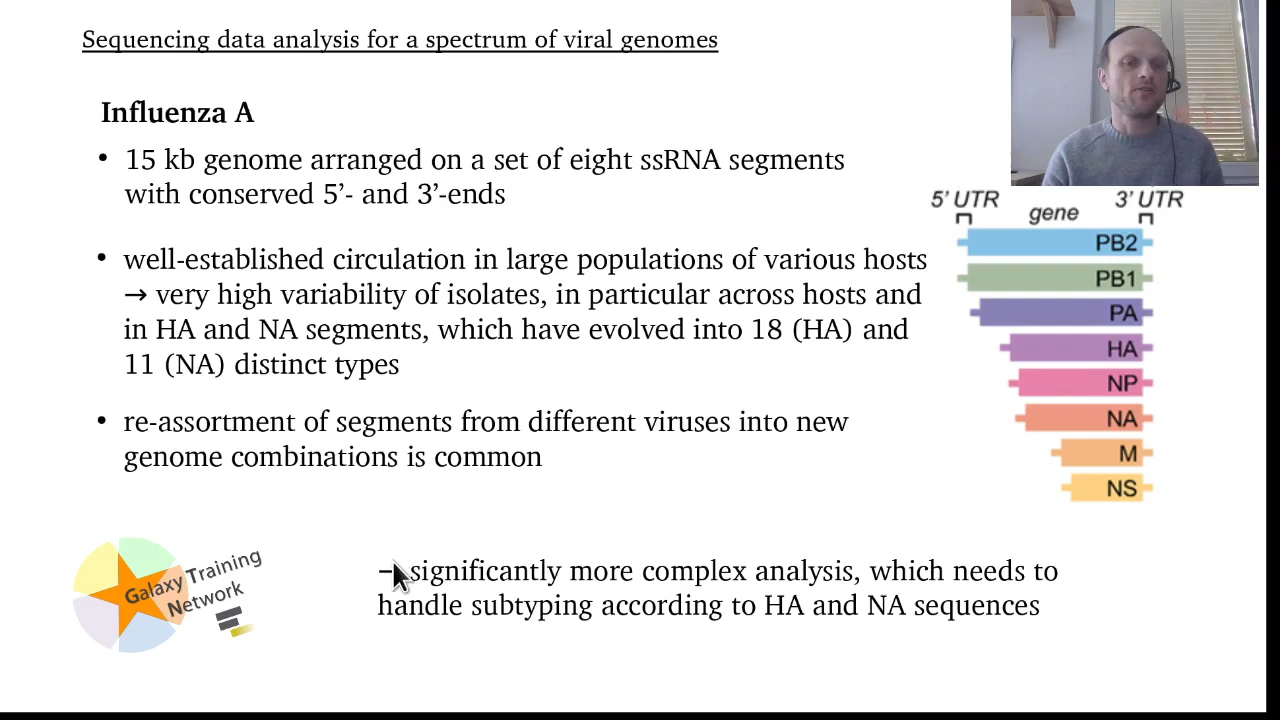 Sequencing data analysis for a spectrum of viral genomes
Influenza A
• 15 kb genome arranged on a set of eight ssRNA segments
with conserved 5’- and 3’-ends
• well-established circulation in large populations of various hosts
→ very high variability of isolates, in particular across hosts and
in HA and NA segments, which have evolved into 18 (HA) and
11 (NA) distinct types
• re-assortment of segments from different viruses into new
genome combinations is common
5’ UTR gene 3’ UTR
PB2
PB1
PA
HA
NP
NA
M
NS
Galaxy Training
Network
→ significantly more complex analysis, which needs to
handle subtyping according to HA and NA sequences